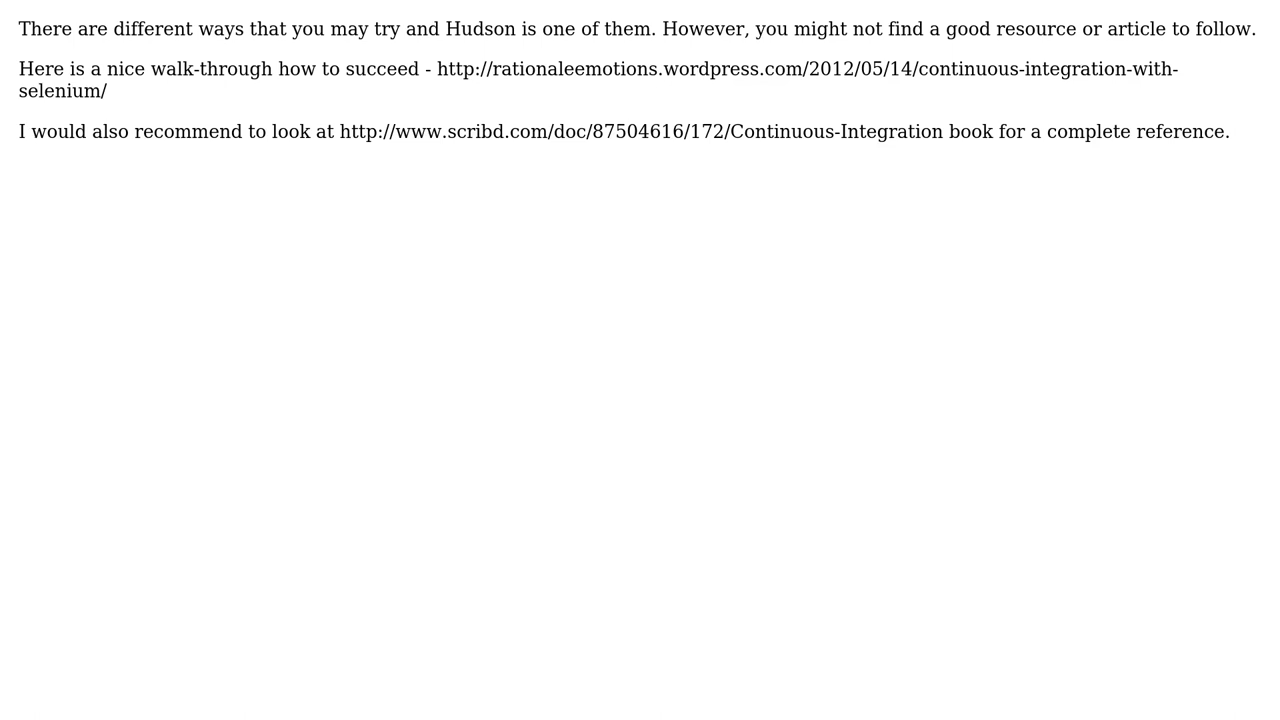 There are different ways that you may try and Hudson is one of them. However, you might not find a good resource or article to follow.
Here is a nice walk-through how to succeed - http://rationaleemotions.wordpress.com/2012/05/14/continuous-integration-with-
selenium/
I would also recommend to look at http://www.scribd.com/doc/87504616/172/Continuous-Integration book for a complete reference.